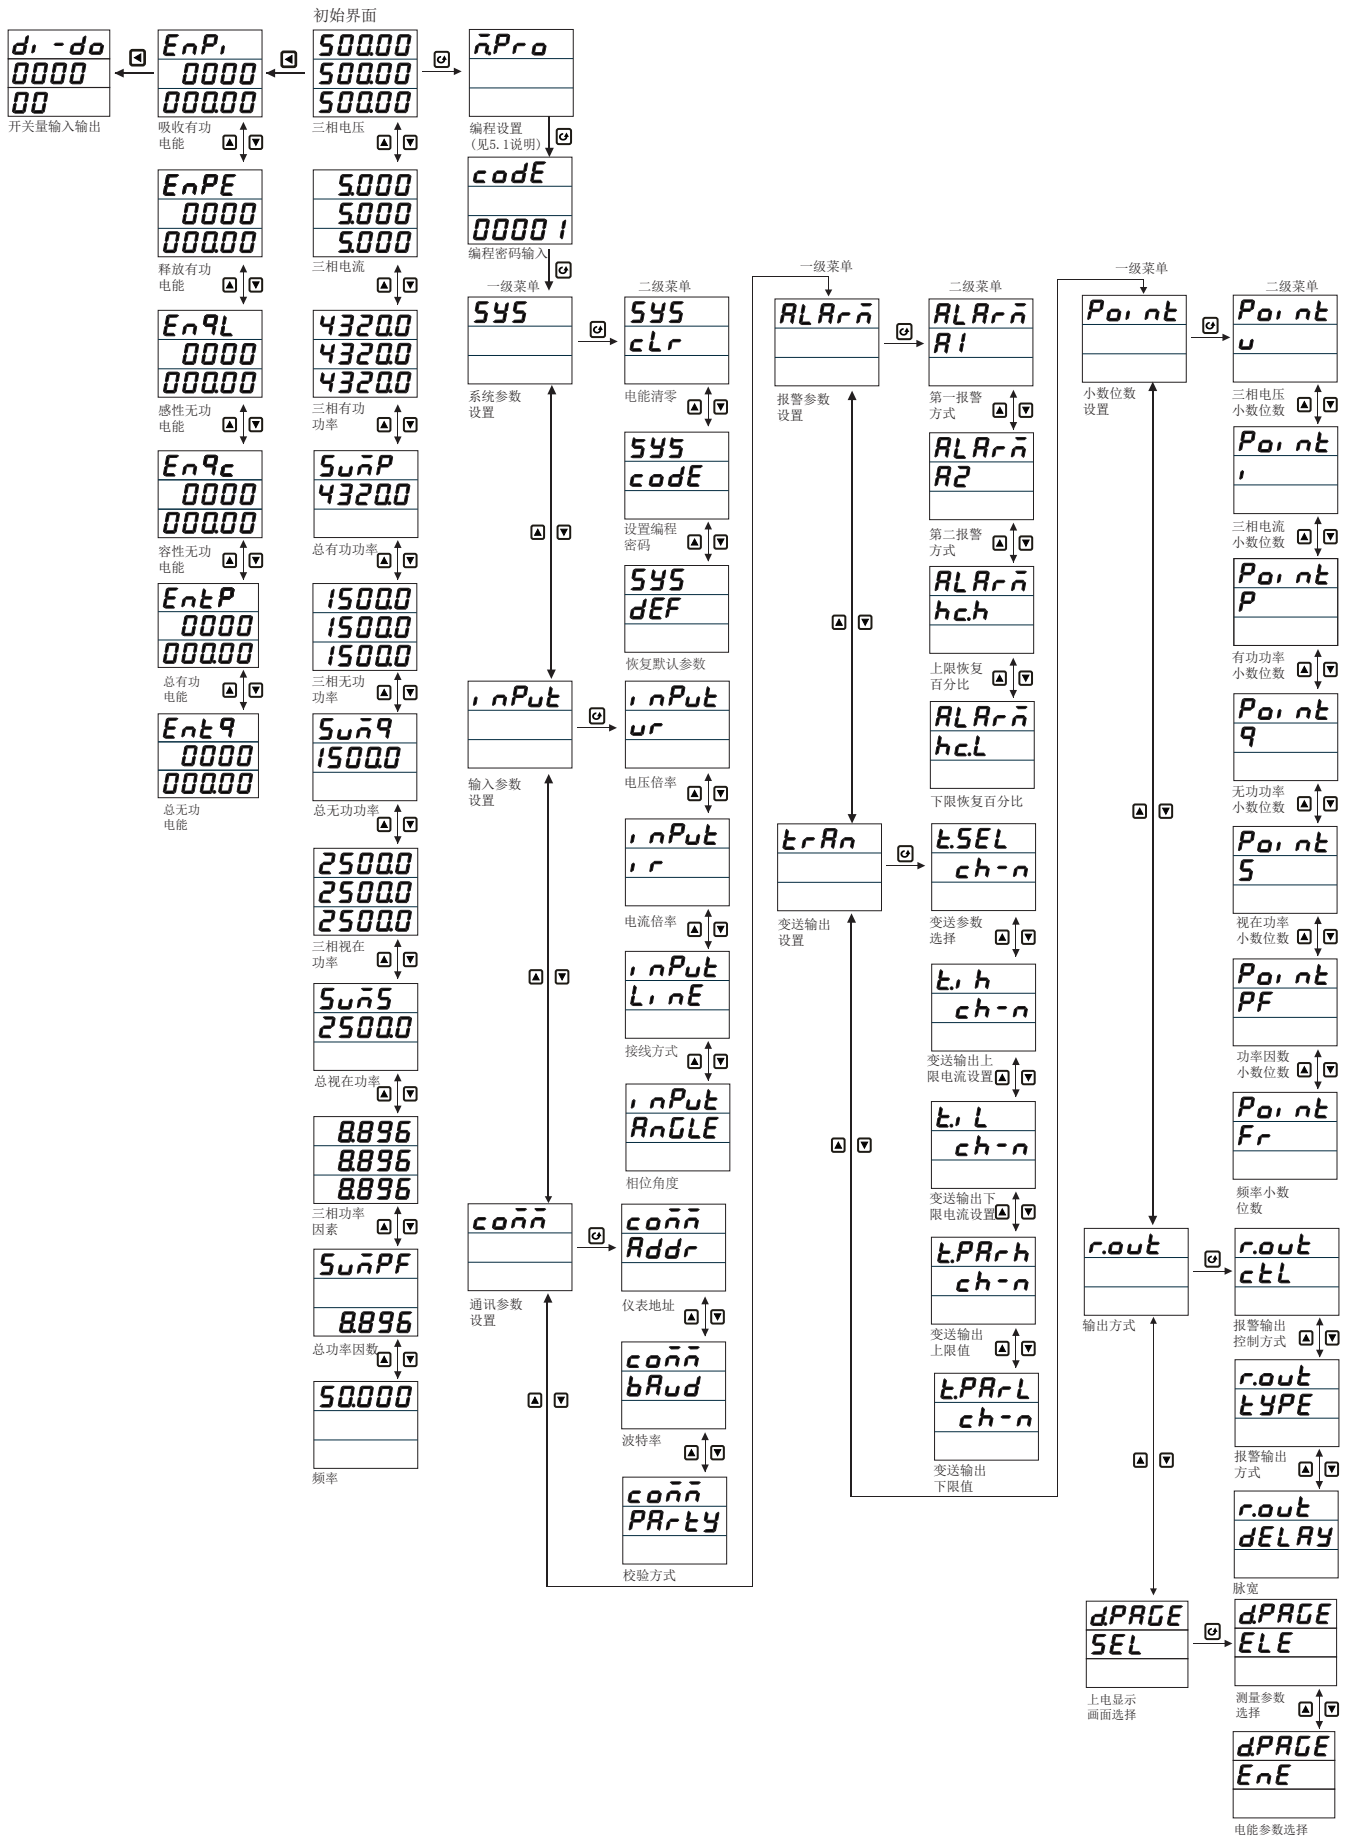 初始界面
di -do
0000
00
开关量输入输出
EnPi
0000
000.00
吸收有功
电能
EnPE
0000
000.00
释放有功
电能
EnqL
0000
000.00
感性无功
电能
Enqc
0000
000.00
容性无功
电能
EntP
0000
000.00
总有功
电能
Entq
0000
000.00
总无功
电能
500.00
500.00
500.00
三相电压
5.000
5.000
5.000
三相电流
4320.0
4320.0
4320.0
三相有功
功率
SumP
4320.0
总有功功率
1500.0
1500.0
1500.0
三相无功
功率
Sumq
1500.0
总无功功率
2500.0
2500.0
2500.0
三相视在
功率
SumS
2500.0
总视在功率
8.896
8.896
8.896
三相功率
因素
SumPF
8.896
总功率因数
50.000
频率
m.Pro
编程设置
(见5.1说明)
codE
00001
编程密码输入
一级菜单
SYS
系统参数
设置
inPut
输入参数
设置
comm
通讯参数
设置
二级菜单
SYS
cLr
电能清零
SYS
codE
设置编程
密码
SYS
dEF
恢复默认参数
inPut
ur
电压倍率
inPut
ir
电流倍率
inPut
LinE
接线方式
inPut
AnGLE
相位角度
comm
Addr
仪表地址
comm
bAud
波特率
comm
PArtY
校验方式
一级菜单
ALArm
报警参数
设置
trAn
变送输出
设置
二级菜单
ALArm
A1
第一报警
方式
ALArm
A2
第二报警
方式
ALArm
hc.h
上限恢复
百分比
ALArm
hc.L
下限恢复百分比
t.SEL
ch-n
变送参数
选择
t.i h
ch-n
变送输出上
限电流设置
t.i L
ch-n
变送输出下
限电流设置
t.PArh
ch-n
变送输出
上限值
t.PArL
ch-n
变送输出
下限值
一级菜单
Point
小数位数
设置
r.out
输出方式
d.PAGE
SEL
上电显示
画面选择
二级菜单
Point
u
三相电压
小数位数
Point
i
三相电流
小数位数
Point
P
有功功率
小数位数
Point
q
无功功率
小数位数
Point
S
视在功率
小数位数
Point
PF
功率因数
小数位数
Point
Fr
频率小数
位数
r.out
ctL
报警输出
控制方式
r.out
tYPE
报警输出
方式
r.out
dELAY
脉宽
d.PAGE
ELE
测量参数
选择
d.PAGE
EnE
电能参数选择